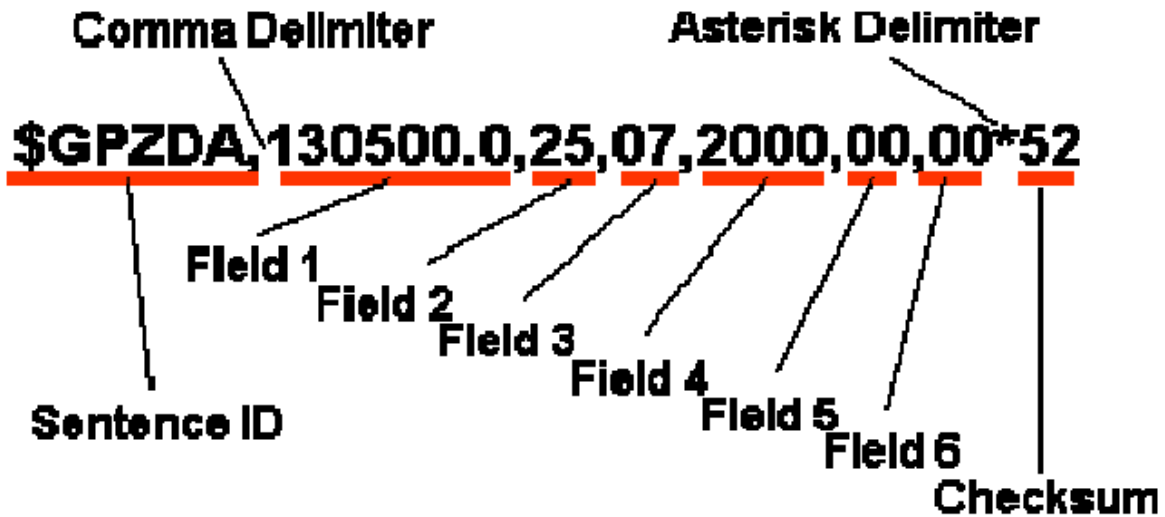 Comma Delimiter
Asterisk Delimiter
$GPZDA,130500.0,25,07,2000,00,00*52
Field 1
Field 2
Field 3
Field 4
Field 5
Field 6
Sentence ID
Checksum